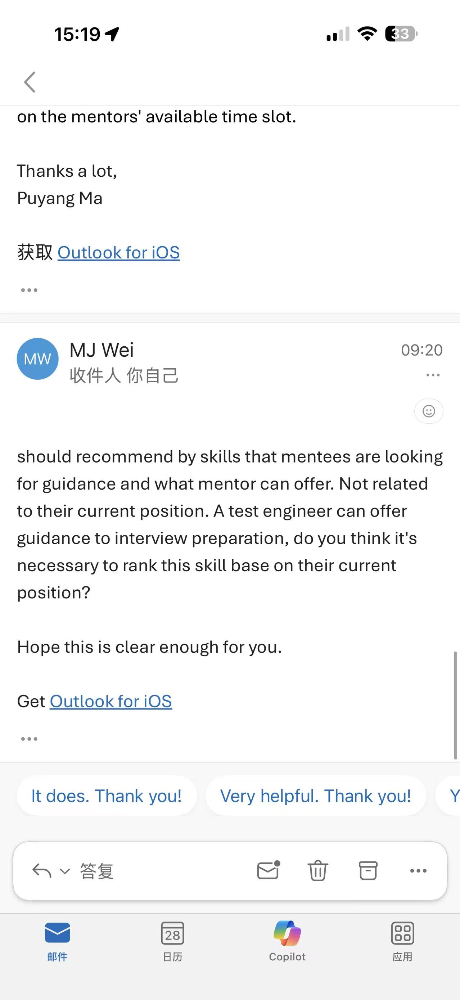 15:19
33
on the mentors' available time slot.
Thanks a lot,
Puyang Ma
获取 Outlook for iOS
MW
MJ Wei
09:20
收件人 你自己
should recommend by skills that mentees are looking
for guidance and what mentor can offer. Not related
to their current position. A test engineer can offer
guidance to interview preparation, do you think it's
necessary to rank this skill base on their current
position?
Hope this is clear enough for you.
Get Outlook for iOS
It does. Thank you!
Very helpful. Thank you!
答复
28
邮件
日历
Copilot
应用